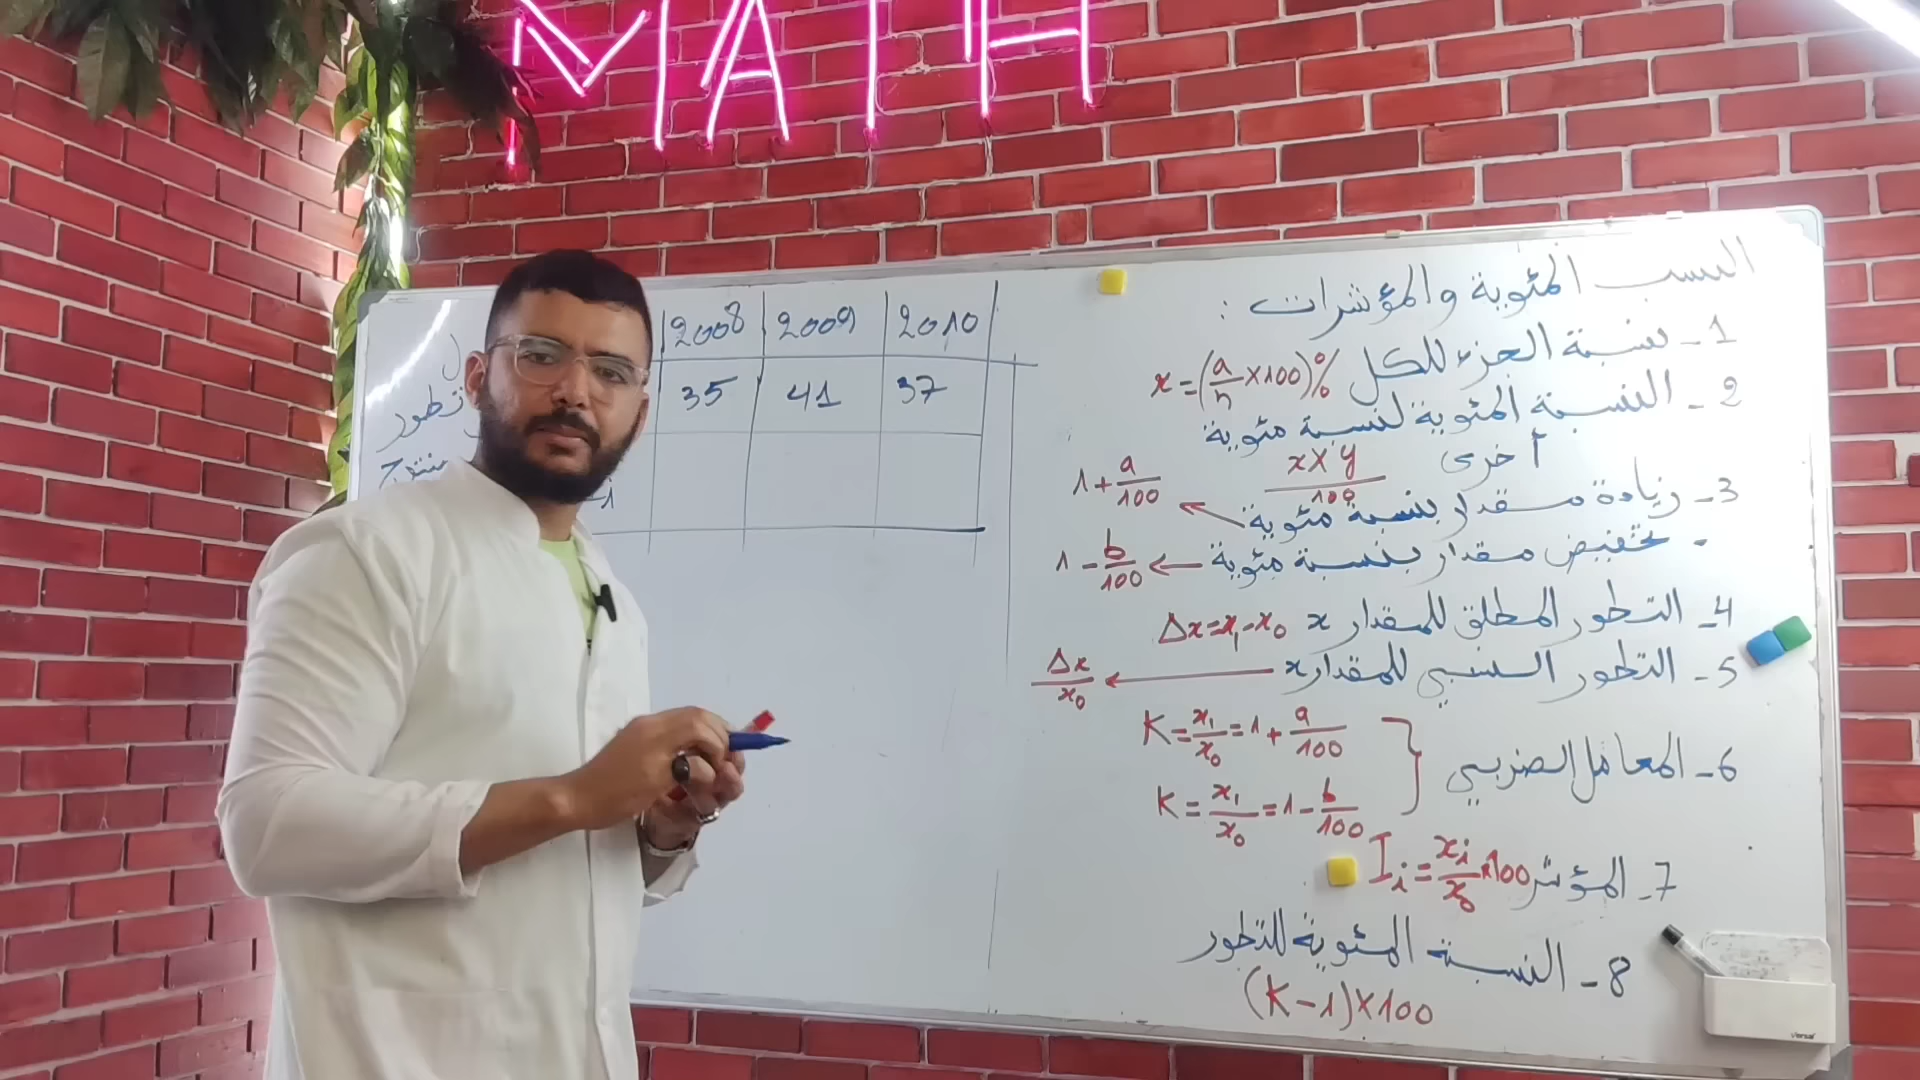 MATH
2008 2009 2010
35 41 37
تطور
النسب المئوية والمؤشرات :
1- نسبة الجزء للكل x=(a/n×100)%
2- النسبة المئوية لنسبة مئوية
أخرى x×y/100
3- زيادة مقدار بنسبة مئوية 1+a/100
- تخفيض مقدار بنسبة مئوية 1-b/100
4- التطور المطلق للمقدار x Δx=x₁-x₀
5- التطور النسبي للمقدار x Δx/x₀
6- المعامل الضربي K=x₁/x₀=1+a/100
K=x₁/x₀=1-b/100
7- المؤشر Iᵢ=xᵢ/x₀×100
8- النسبة المئوية للتطور
(K-1)×100